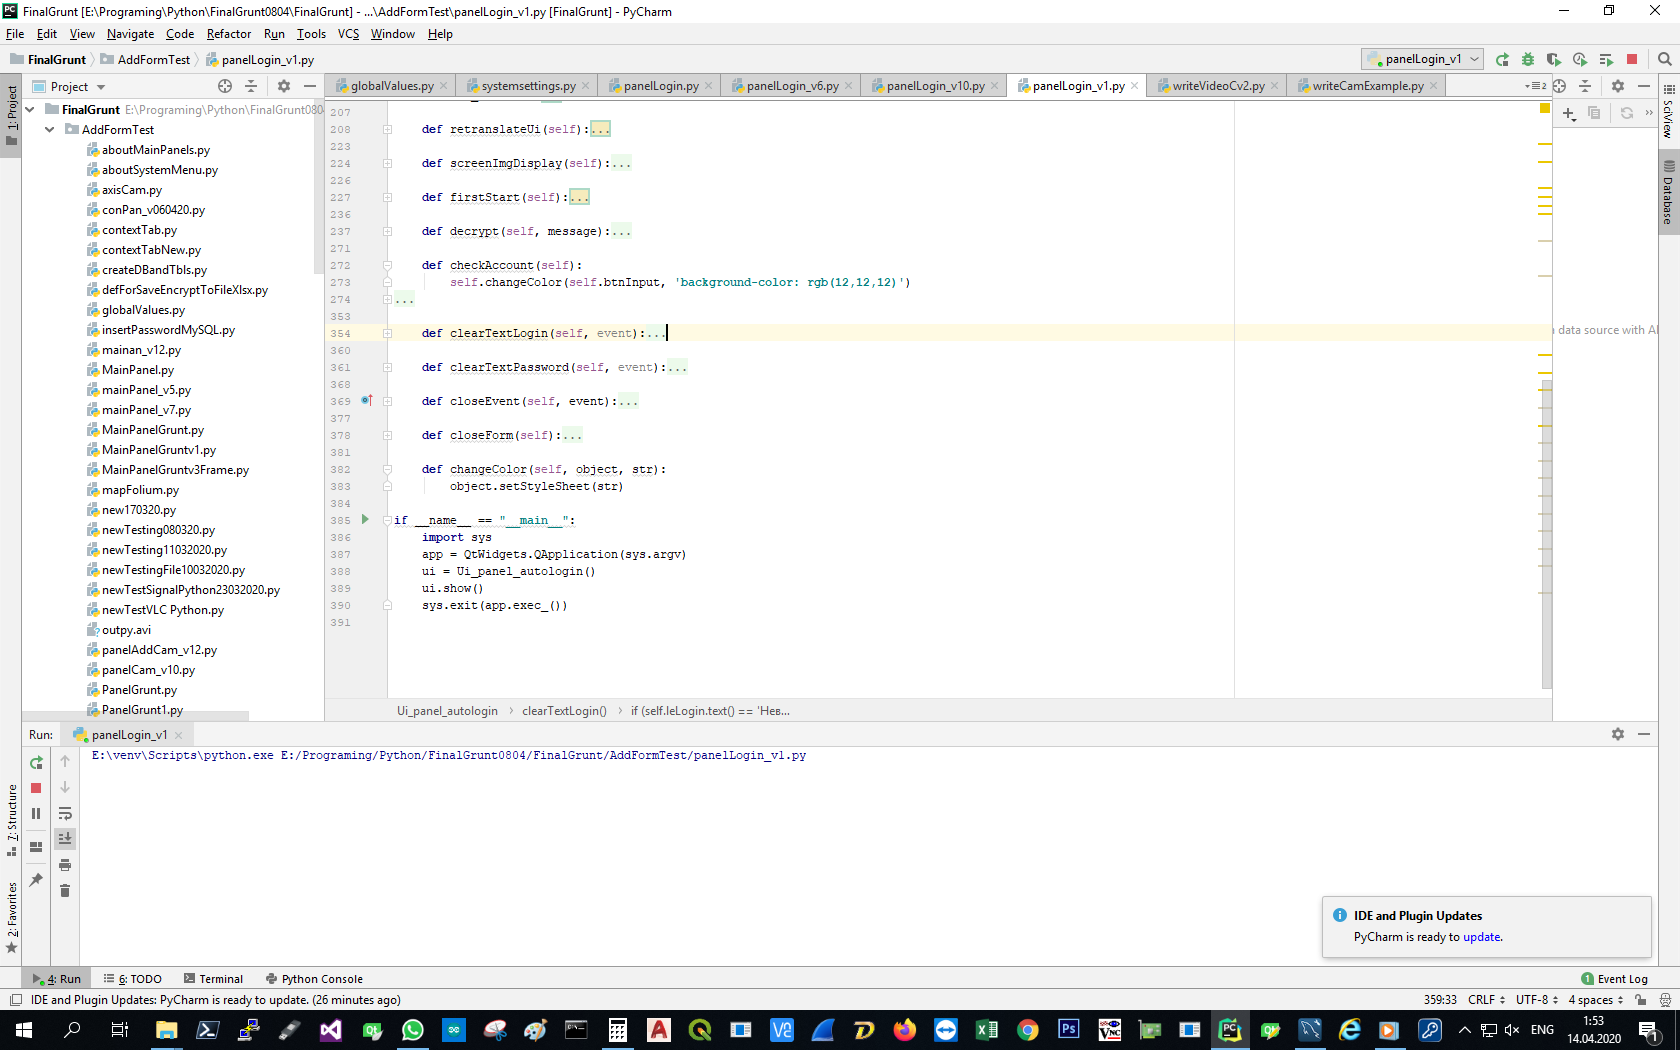 FinalGrunt [E:\Programing\Python\FinalGrunt0804\FinalGrunt] - ...\AddFormTest\panelLogin_v1.py [FinalGrunt] - PyCharm
File Edit View Navigate Code Refactor Run Tools VCS Window Help
FinalGrunt AddFormTest panelLogin_v1.py panelLogin_v1
Project globalValues.py systemsettings.py panelLogin.py panelLogin_v6.py panelLogin_v10.py panelLogin_v1.py writeVideoCv2.py writeCamExample.py
1: Project
SciView
Database
FinalGrunt E:\Programing\Python\FinalGrunt080
AddFormTest
aboutMainPanels.py
aboutSystemMenu.py
axisCam.py
conPan_v060420.py
contextTab.py
contextTabNew.py
createDBandTbls.py
defForSaveEncryptToFileXlsx.py
globalValues.py
insertPasswordMySQL.py
mainan_v12.py
MainPanel.py
mainPanel_v5.py
mainPanel_v7.py
MainPanelGrunt.py
MainPanelGruntv1.py
MainPanelGruntv3Frame.py
mapFolium.py
new170320.py
newTesting080320.py
newTesting11032020.py
newTestingFile10032020.py
newTestSignalPython23032020.py
newTestVLC Python.py
outpy.avi
panelAddCam_v12.py
panelCam_v10.py
PanelGrunt.py
PanelGrunt1.py
207
208 def retranslateUi(self):...
223
224 def screenImgDisplay(self):...
226
227 def firstStart(self):...
236
237 def decrypt(self, message):...
271
272 def checkAccount(self):
273 self.changeColor(self.btnInput, 'background-color: rgb(12,12,12)')
274 ...
353
354 def clearTextLogin(self, event):...
360
361 def clearTextPassword(self, event):...
368
369 def closeEvent(self, event):...
377
378 def closeForm(self):...
381
382 def changeColor(self, object, str):
383 object.setStyleSheet(str)
384
385 if __name__ == "__main__":
386 import sys
387 app = QtWidgets.QApplication(sys.argv)
388 ui = Ui_panel_autologin()
389 ui.show()
390 sys.exit(app.exec_())
391
data source with Al
Ui_panel_autologin clearTextLogin() if (self.leLogin.text() == 'Нев...
Run: panelLogin_v1
E:\venv\Scripts\python.exe E:/Programing/Python/FinalGrunt0804/FinalGrunt/AddFormTest/panelLogin_v1.py
7: Structure
2: Favorites
IDE and Plugin Updates
PyCharm is ready to update.
4: Run 6: TODO Terminal Python Console 1 Event Log
IDE and Plugin Updates: PyCharm is ready to update. (26 minutes ago) 359:33 CRLF UTF-8 4 spaces
ENG 1:53
14.04.2020 1